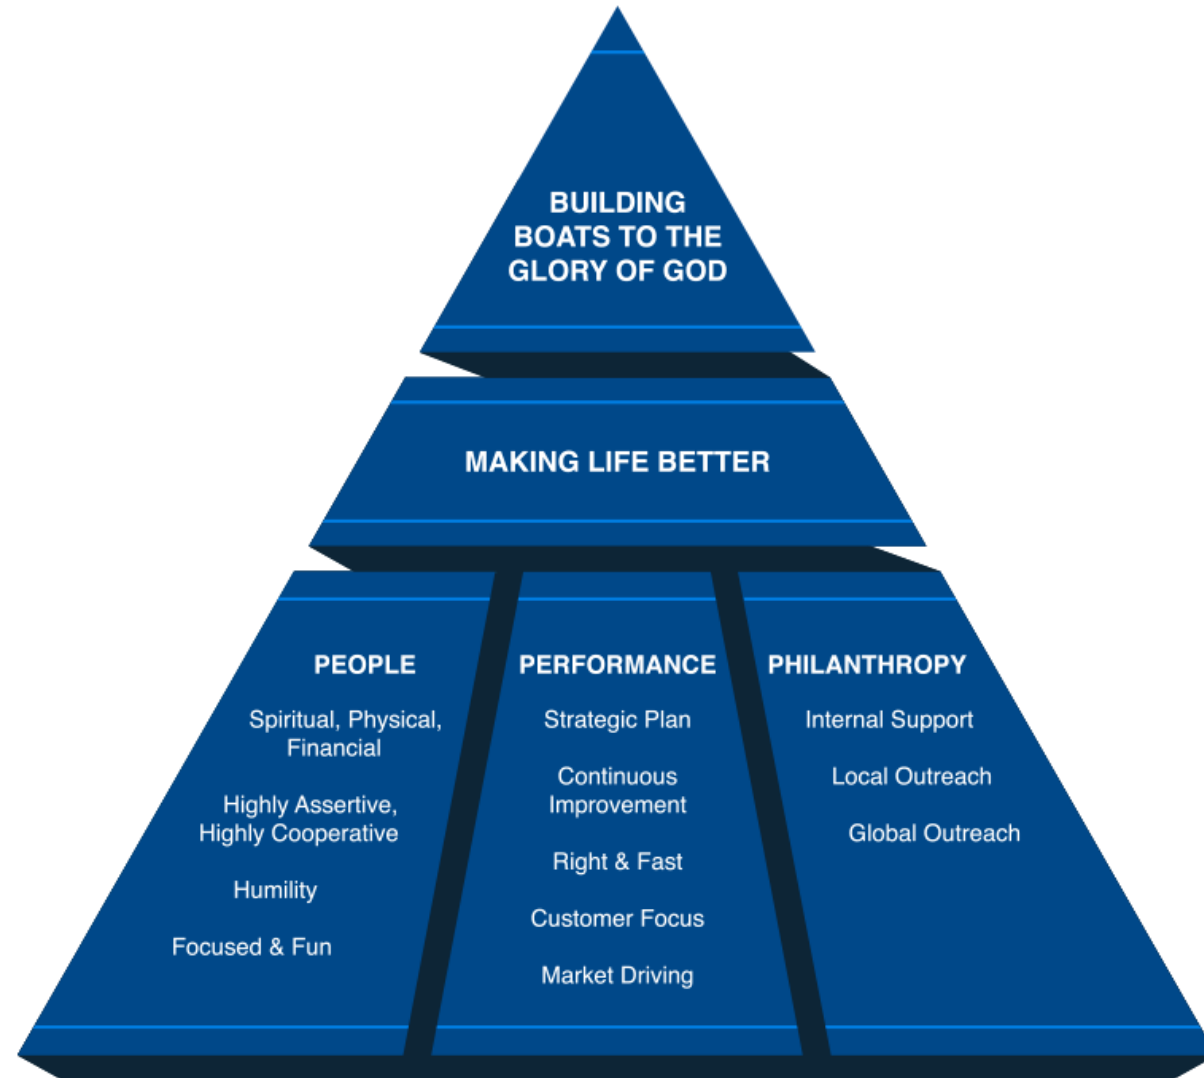 BUILDING
BOATS TO THE
GLORY OF GOD
MAKING LIFE BETTER
PEOPLE
Spiritual, Physical,
Financial
Highly Assertive,
Highly Cooperative
Humility
Focused & Fun
PERFORMANCE
Strategic Plan
Continuous
Improvement
Right & Fast
Customer Focus
Market Driving
PHILANTHROPY
Internal Support
Local Outreach
Global Outreach